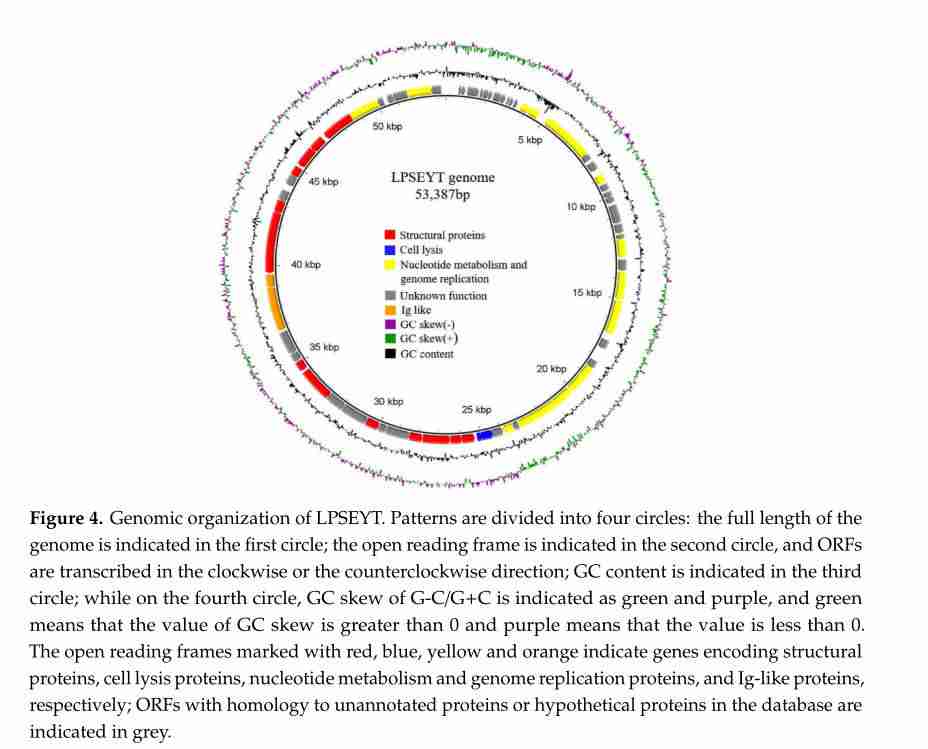 50 kbp
5 kbp
45 kbp
LPSEYT genome
53,387bp
10 kbp
Structural proteins
Cell lysis
40 kbp
Nucleotide metabolism and
genome replication
15 kbp
Unknown function
Ig like
GC skew(-)
GC skew(+)
35 kbp
GC content
20 kbp
30 kbp
25 kbp
Figure 4. Genomic organization of LPSEYT. Patterns are divided into four circles: the full length of the
genome is indicated in the first circle; the open reading frame is indicated in the second circle, and ORFs
are transcribed in the clockwise or the counterclockwise direction; GC content is indicated in the third
circle; while on the fourth circle, GC skew of G-C/G+C is indicated as green and purple, and green
means that the value of GC skew is greater than 0 and purple means that the value is less than 0.
The open reading frames marked with red, blue, yellow and orange indicate genes encoding structural
proteins, cell lysis proteins, nucleotide metabolism and genome replication proteins, and Ig-like proteins,
respectively; ORFs with homology to unannotated proteins or hypothetical proteins in the database are
indicated in grey.